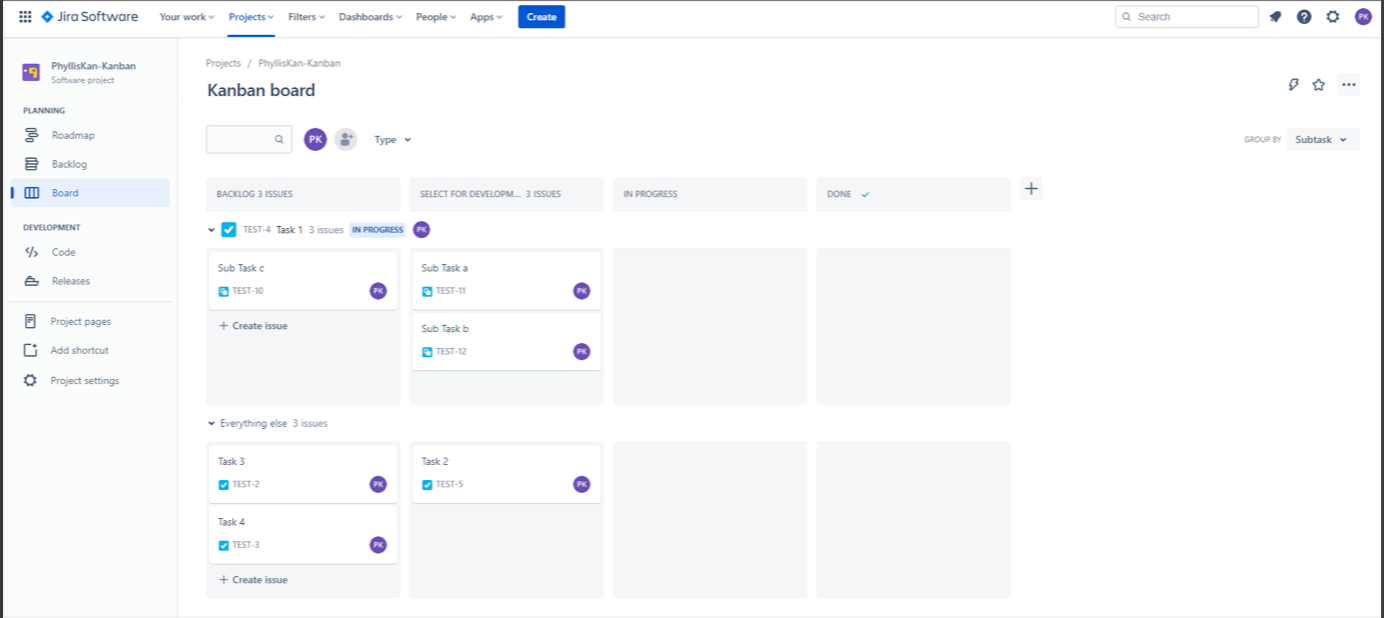 Jira Software Your work Projects Filters Dashboards People Apps Create Search PK
PhyllisKan-Kanban
Software project
PLANNING
Roadmap
Backlog
Board
DEVELOPMENT
Code
Releases
Project pages
Add shortcut
Project settings
Projects / PhyllisKan-Kanban
Kanban board
PK Type GROUP BY Subtask
BACKLOG 3 ISSUES SELECT FOR DEVELOPM... 3 ISSUES IN PROGRESS DONE
TEST-4 Task 1 3 issues IN PROGRESS PK
Sub Task c
TEST-10 PK
+ Create issue
Sub Task a
TEST-11 PK
Sub Task b
TEST-12 PK
Everything else 3 issues
Task 3
TEST-2 PK
Task 4
TEST-3 PK
+ Create issue
Task 2
TEST-5 PK